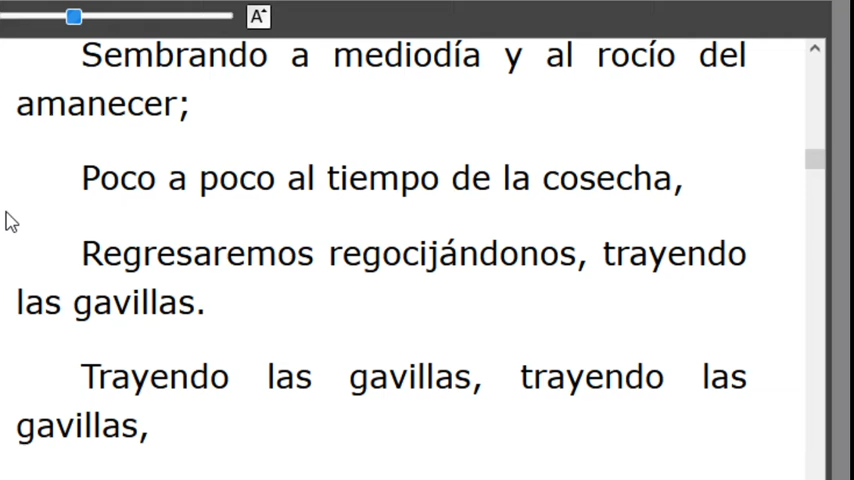 Sembrando a mediodía y al rocío del
amanecer;
Poco a poco al tiempo de la cosecha,
Regresaremos regocijándonos, trayendo
las gavillas.
Trayendo las gavillas, trayendo las
gavillas,